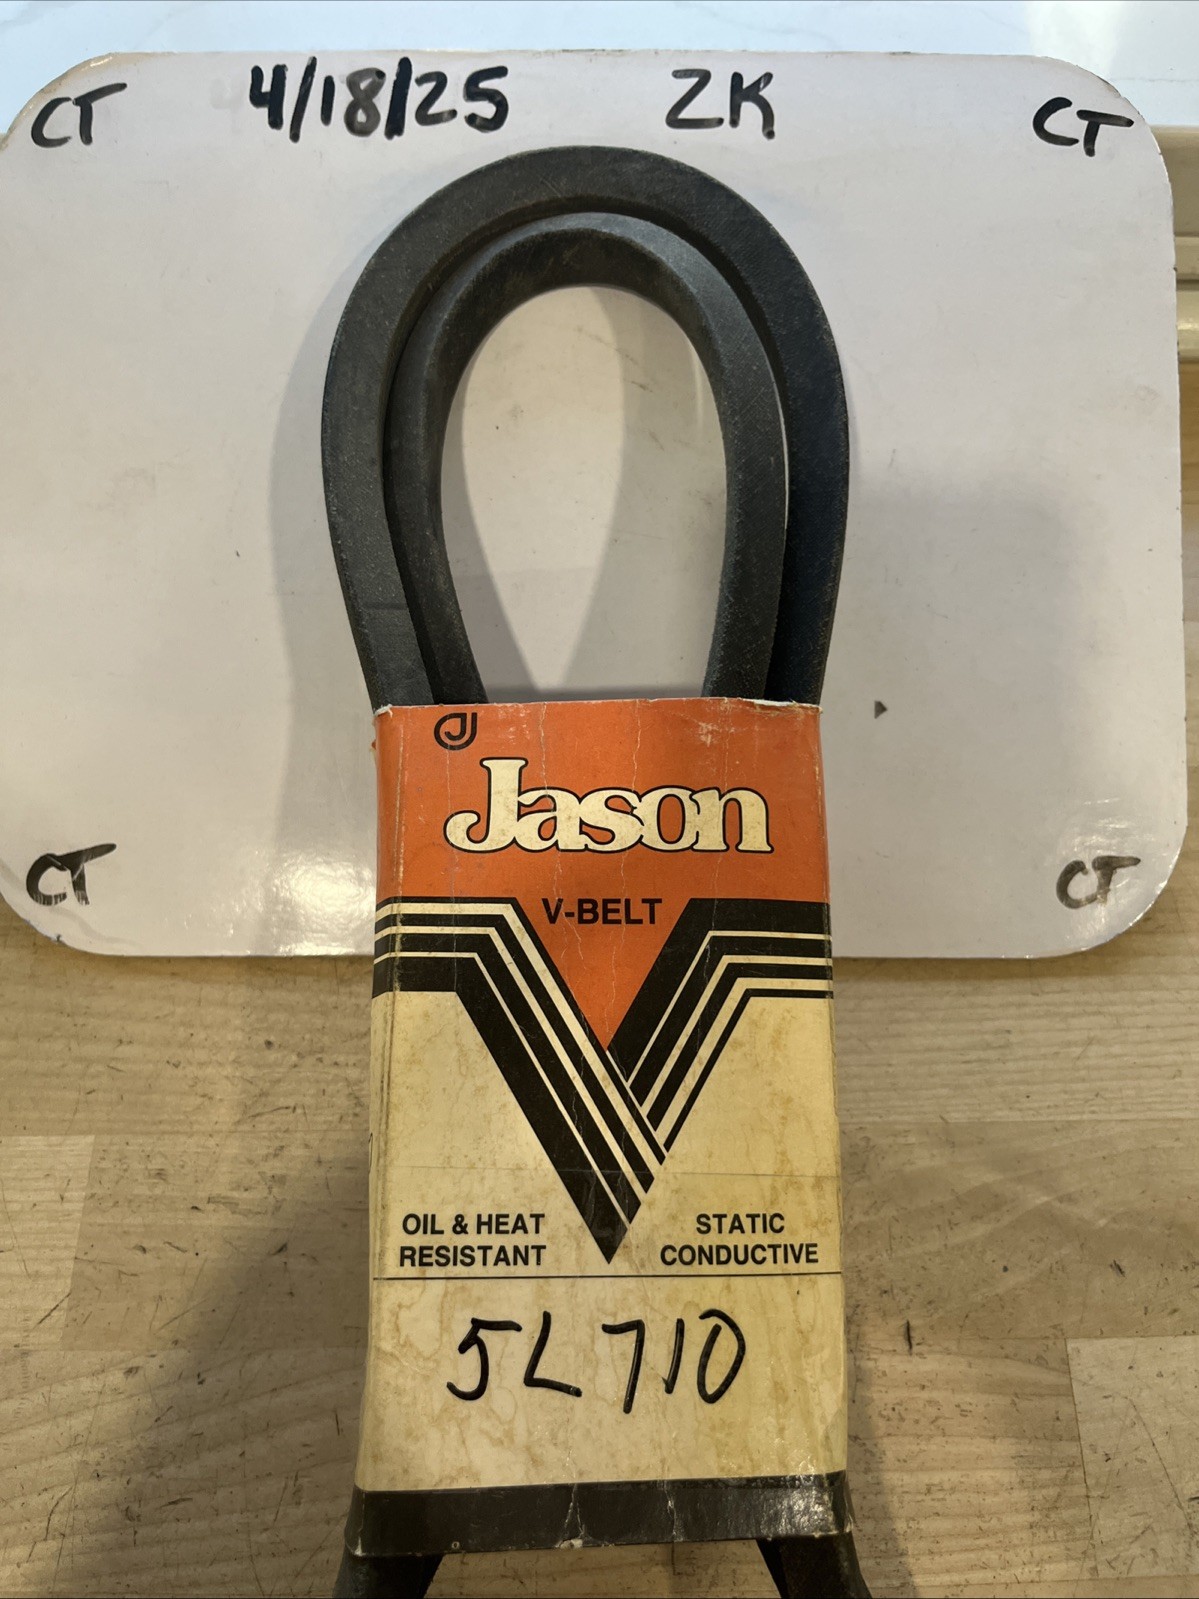 CT 4/18/25 ZK CT
Jason
V-BELT
CT
CT
OIL & HEAT
RESISTANT
STATIC
CONDUCTIVE
5L710